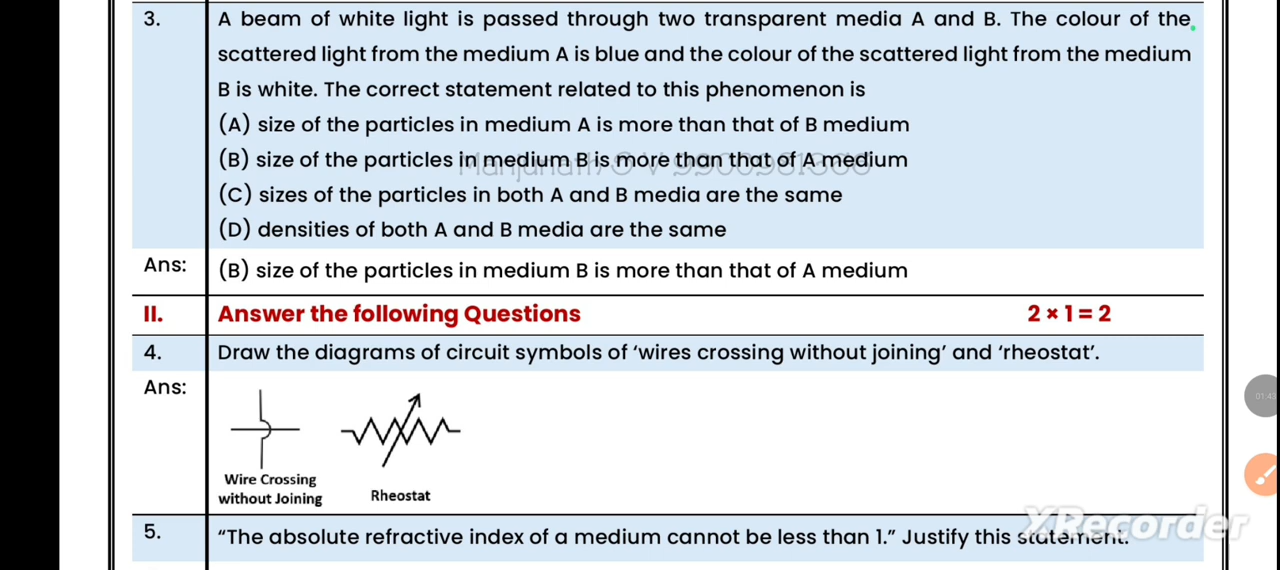 3. A beam of white light is passed through two transparent media A and B. The colour of the
scattered light from the medium A is blue and the colour of the scattered light from the medium
B is white. The correct statement related to this phenomenon is
(A) size of the particles in medium A is more than that of B medium
(B) size of the particles in medium B is more than that of A medium
(C) sizes of the particles in both A and B media are the same
(D) densities of both A and B media are the same
Ans: (B) size of the particles in medium B is more than that of A medium
II. Answer the following Questions 2 × 1 = 2
4. Draw the diagrams of circuit symbols of ‘wires crossing without joining’ and ‘rheostat’.
Ans:
Wire Crossing
without Joining
Rheostat
5. “The absolute refractive index of a medium cannot be less than 1.” Justify this statement.
XRecorder